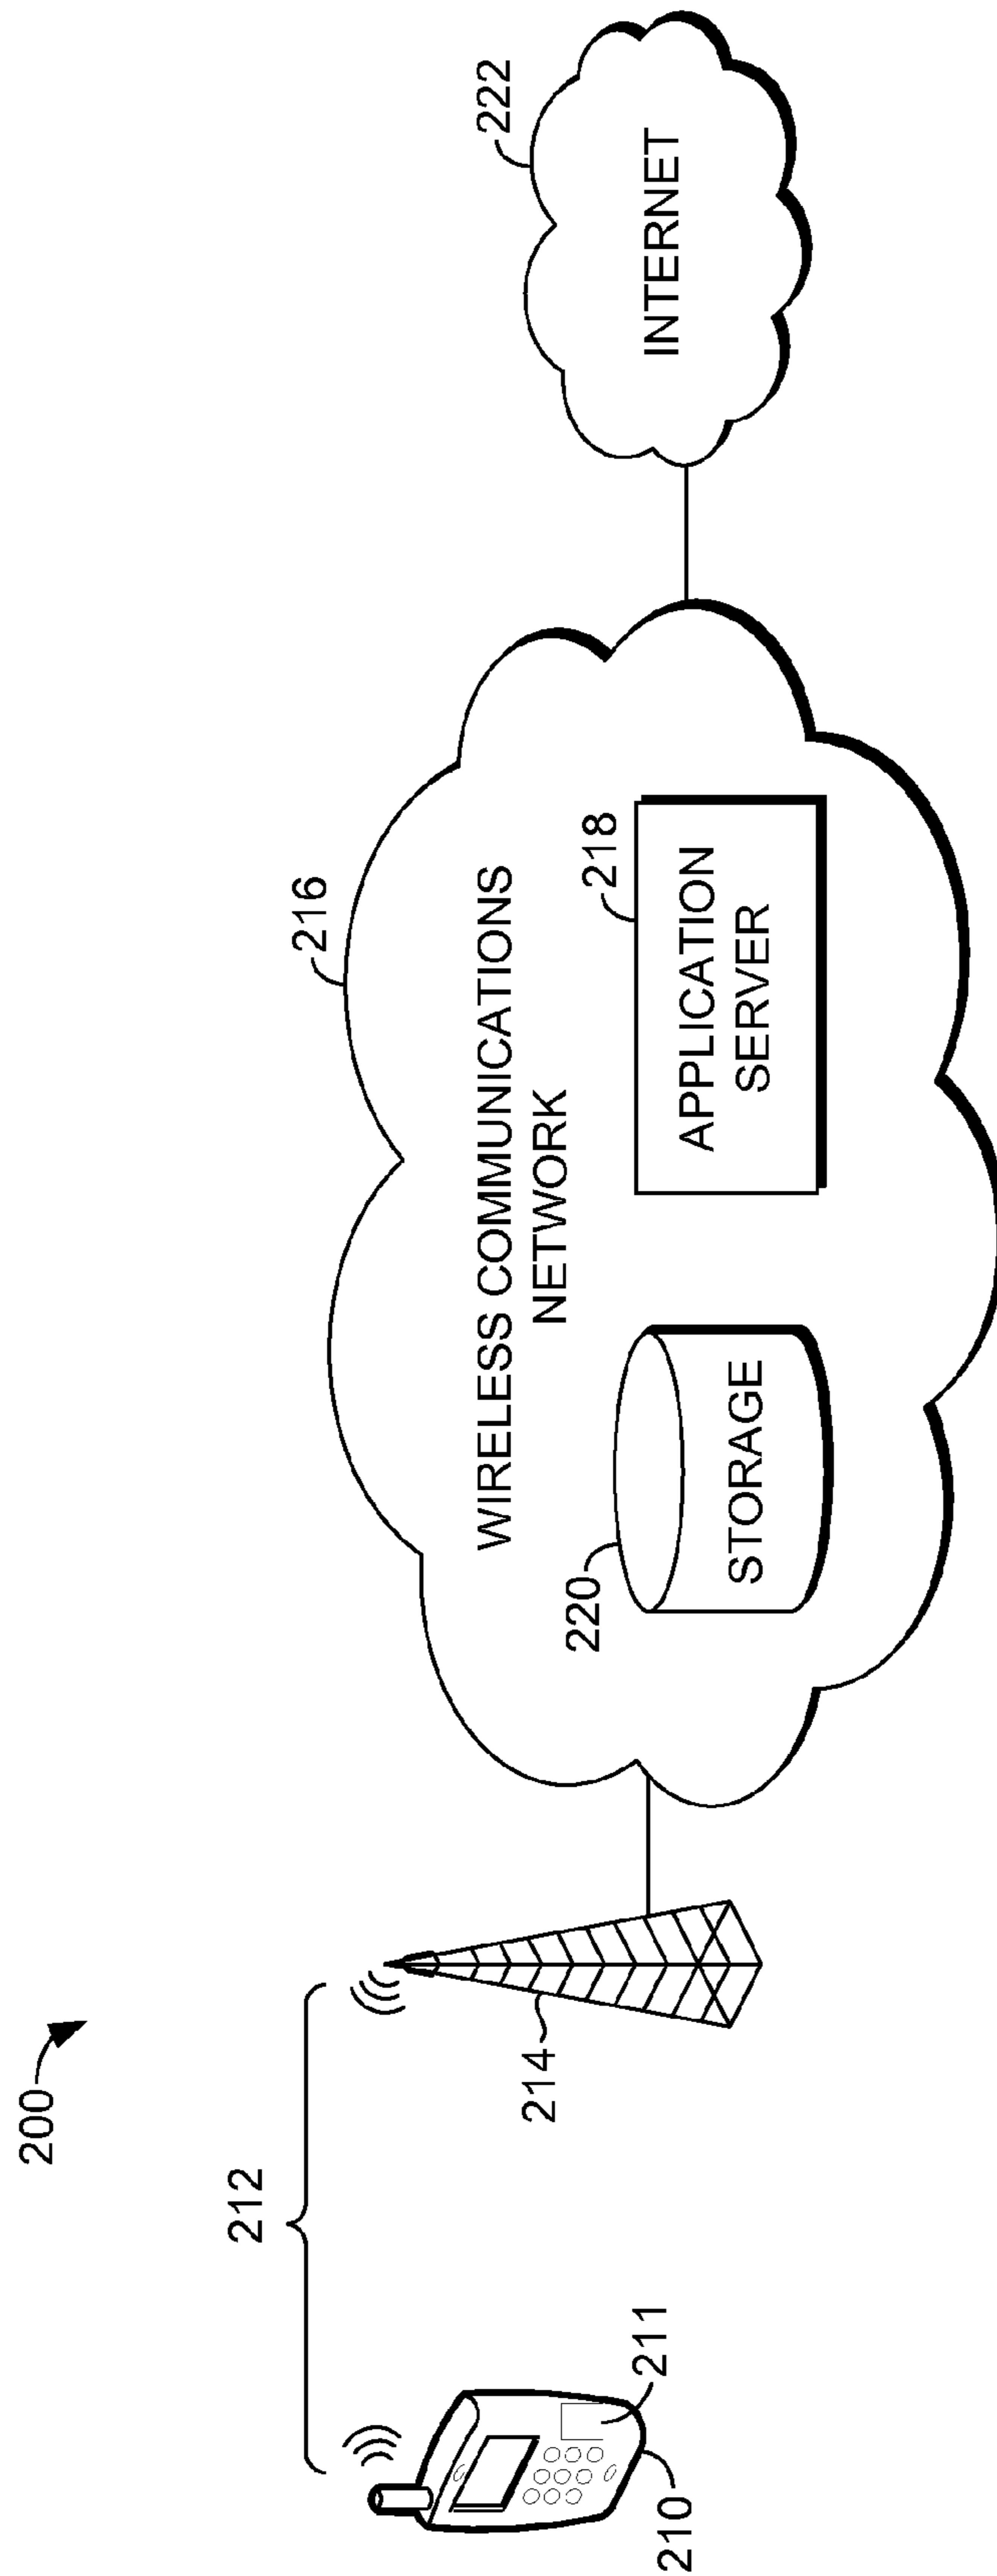 200
212
216
222
WIRELESS COMMUNICATIONS
NETWORK
INTERNET
214
220
218
STORAGE
APPLICATION
SERVER
211
210